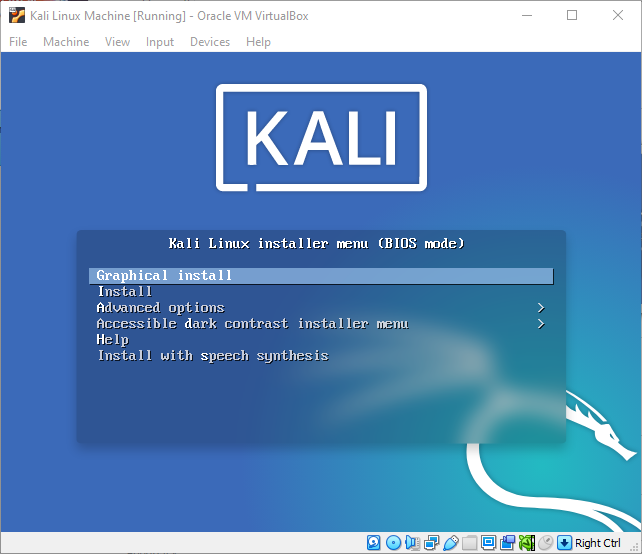 Kali Linux Machine [Running] - Oracle VM VirtualBox
File Machine View Input Devices Help
KALI
Kali Linux installer menu (BIOS mode)
Graphical install
Install
Advanced options >
Accessible dark contrast installer menu >
Help
Install with speech synthesis
Right Ctrl